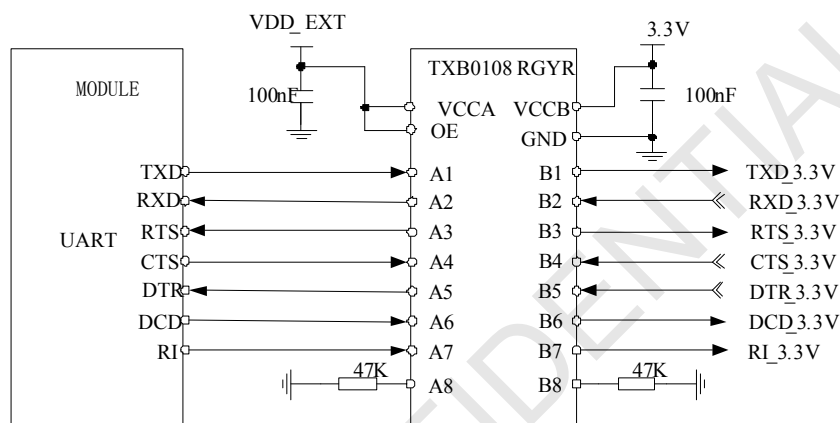 VDD_EXT
3.3V
TXB0108 RGYR
MODULE
100nF
VCCA
VCCB
100nF
OE
GND
TXD
A1
B1
TXD_3.3V
RXD
A2
B2
RXD_3.3V
UART
RTS
A3
B3
RTS_3.3V
CTS
A4
B4
CTS_3.3V
DTR
A5
B5
DTR_3.3V
DCD
A6
B6
DCD_3.3V
RI
A7
B7
RI_3.3V
47K
A8
B8
47K
FIDENTIAL